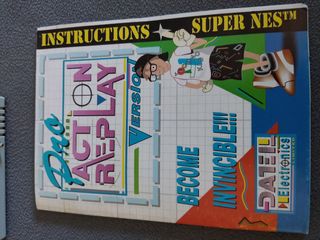 INSTRUCTIONS SUPER NES™
Pro
ACTION
REPLAY
VERSION
BECOME
INVINCIBLE!!!
DATEL
Electronics